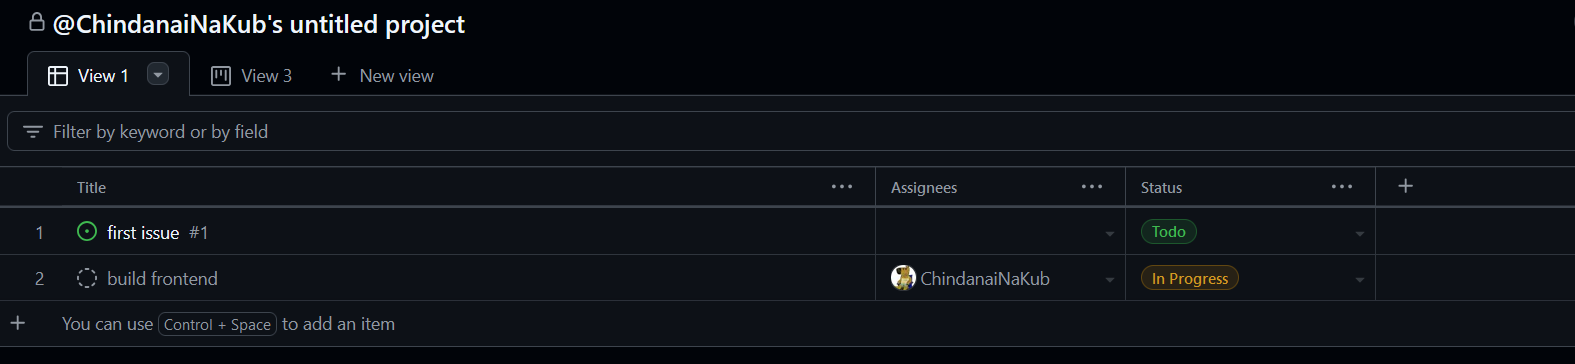 @ChindanaiNaKub's untitled project
View 1 View 3 New view
Filter by keyword or by field
Title Assignees Status
1 first issue #1 Todo
2 build frontend ChindanaiNaKub In Progress
You can use Control + Space to add an item